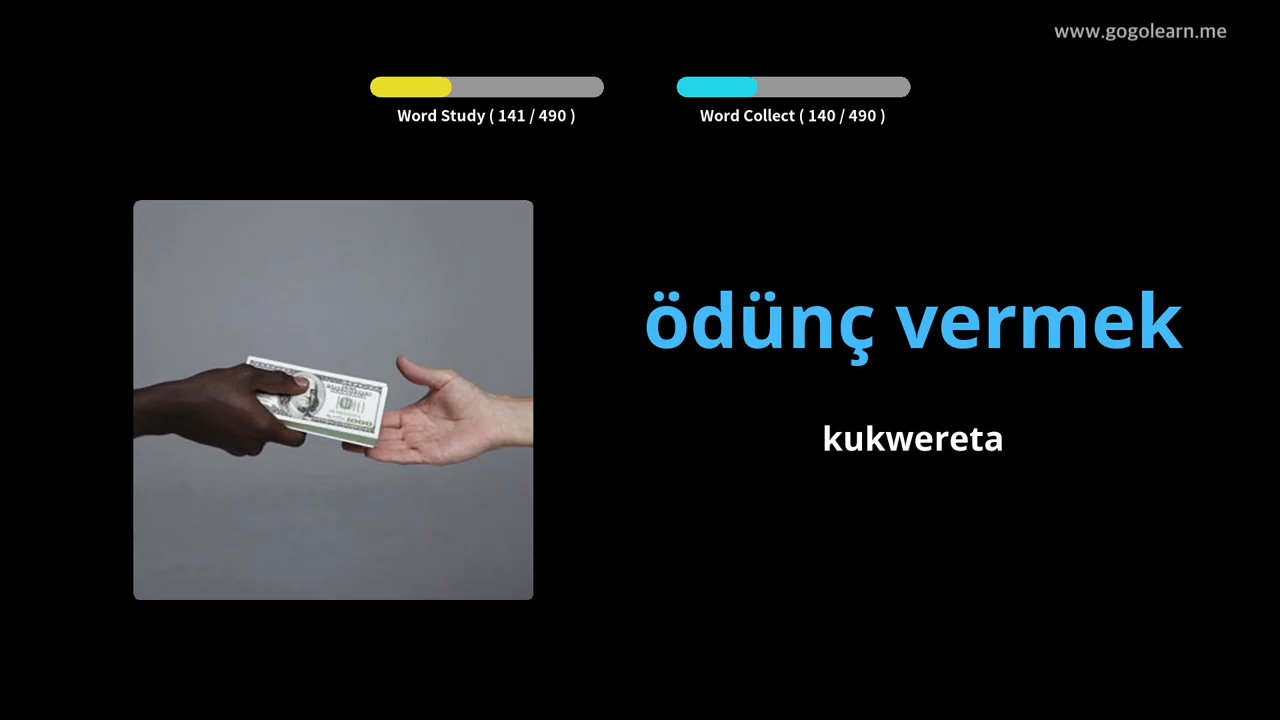 www.gogolearn.me
Word Study ( 141 / 490 )
Word Collect ( 140 / 490 )
ödünç vermek
kukwereta